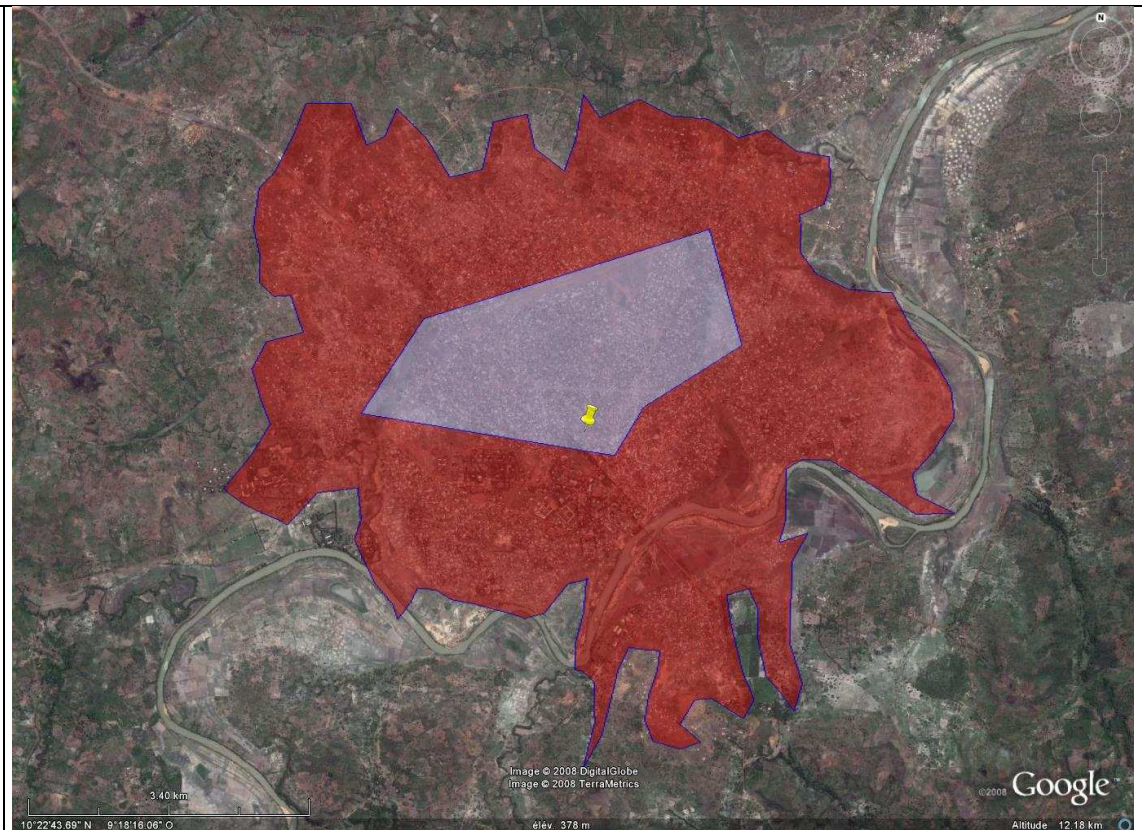 N
Image © 2008 DigitalGlobe
Image © 2008 TerraMetrics
©2008 Google™
3.40 km
10°22'43.69" N 9°18'16.06" O élév. 378 m Altitude 12.18 km